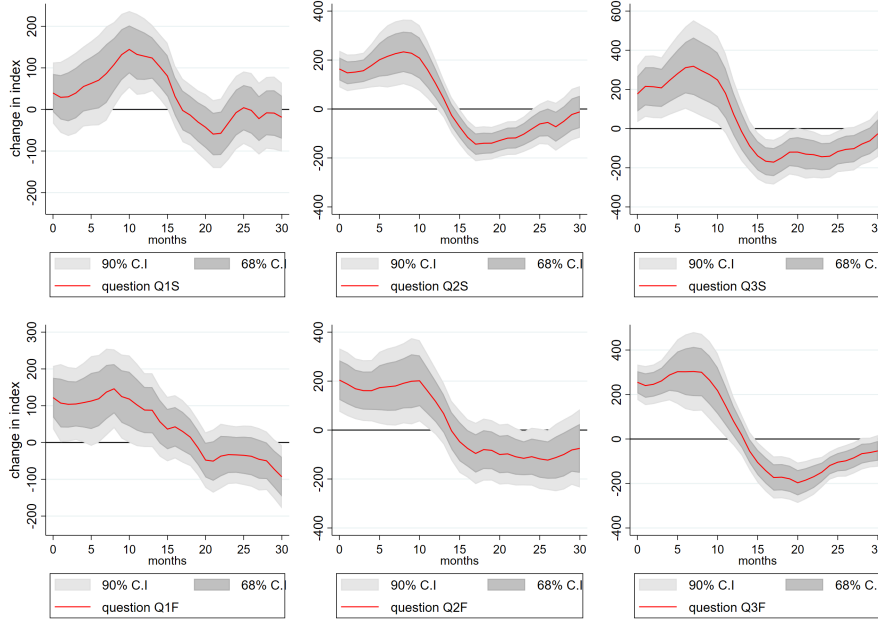 change in index
200
100
0
-100
-200
0 5 10 15 20 25 30
months
90% C.I 68% C.I
question Q1S
400
200
0
-200
-400
0 5 10 15 20 25 30
months
90% C.I 68% C.I
question Q2S
600
400
200
0
-200
-400
0 5 10 15 20 25 30
months
90% C.I 68% C.
question Q3S
change in index
300
200
100
0
-100
-200
0 5 10 15 20 25 30
months
90% C.I 68% C.I
question Q1F
400
200
0
-200
-400
0 5 10 15 20 25 30
months
90% C.I 68% C.I
question Q2F
400
200
0
-200
-400
0 5 10 15 20 25 30
months
90% C.I 68% C.
question Q3F